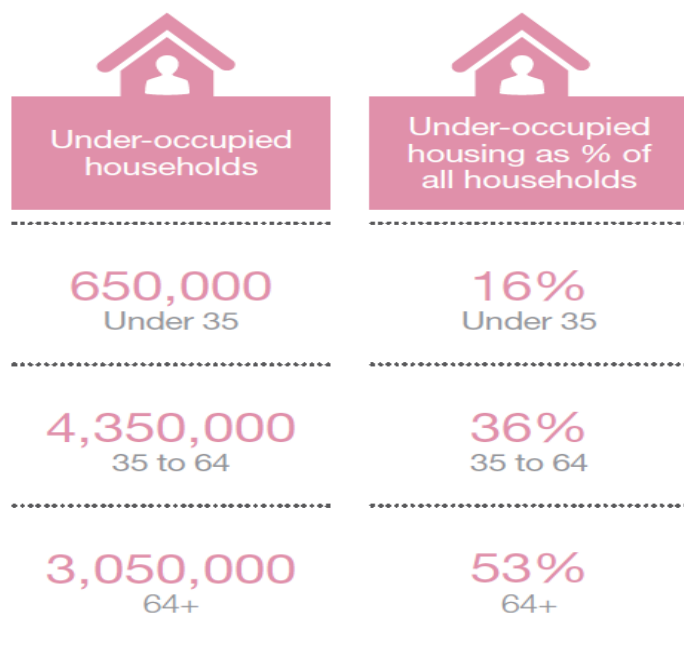 Under-occupied
households
650,000
Under 35
4,350,000
35 to 64
3,050,000
64+
Under-occupied
housing as % of
all households
16%
Under 35
36%
35 to 64
53%
64+